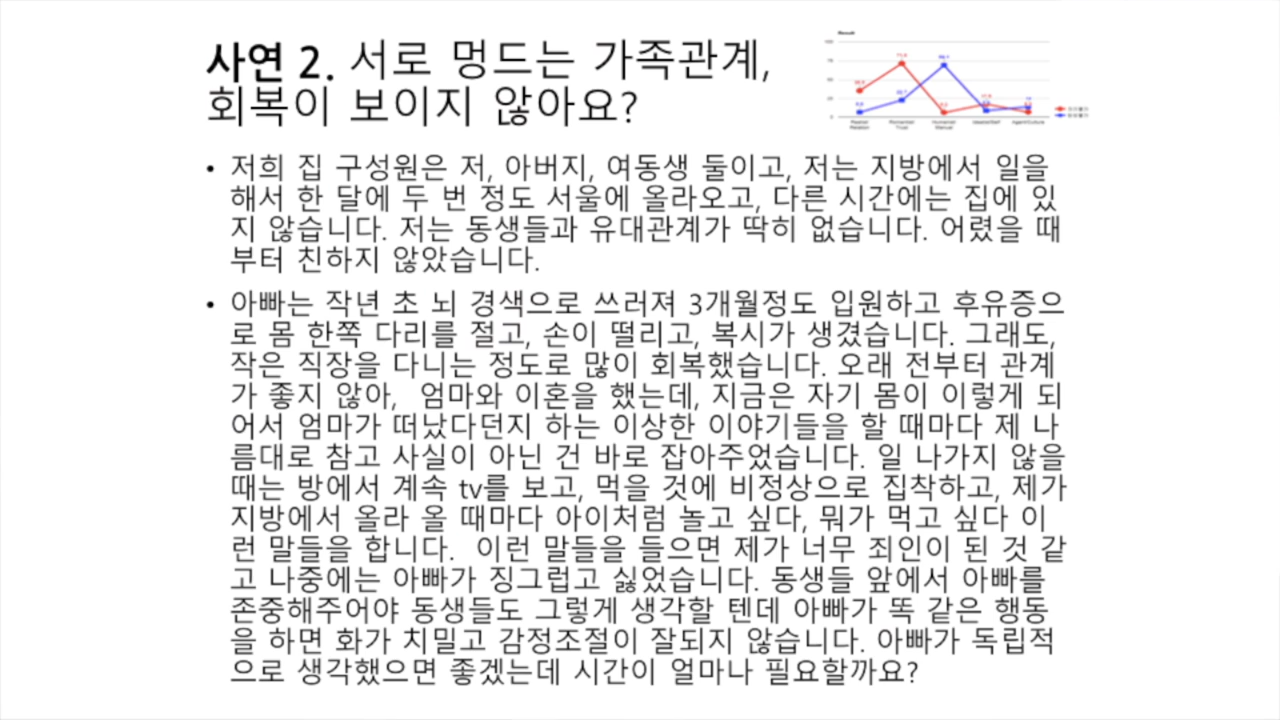 사연 2. 서로 멍드는 가족관계,
회복이 보이지 않아요?
• 저희 집 구성원은 저, 아버지, 여동생 둘이고, 저는 지방에서 일을
해서 한 달에 두 번 정도 서울에 올라오고, 다른 시간에는 집에 있
지 않습니다. 저는 동생들과 유대관계가 딱히 없습니다. 어렸을 때
부터 친하지 않았습니다.
• 아빠는 작년 초 뇌 경색으로 쓰러져 3개월정도 입원하고 후유증으
로 몸 한쪽 다리를 절고, 손이 떨리고, 복시가 생겼습니다. 그래도,
작은 직장을 다니는 정도로 많이 회복했습니다. 오래 전부터 관계
가 좋지 않아, 엄마와 이혼을 했는데, 지금은 자기 몸이 이렇게 되
어서 엄마가 떠났다던지 하는 이상한 이야기들을 할 때마다 제 나
름대로 참고 사실이 아닌 건 바로 잡아주었습니다. 일 나가지 않을
때는 방에서 계속 tv를 보고, 먹을 것에 비정상으로 집착하고, 제가
지방에서 올라 올 때마다 아이처럼 놀고 싶다, 뭐가 먹고 싶다 이
런 말들을 합니다. 이런 말들을 들으면 제가 너무 죄인이 된 것 같
고 나중에는 아빠가 징그럽고 싫었습니다. 동생들 앞에서 아빠를
존중해주어야 동생들도 그렇게 생각할 텐데 아빠가 똑 같은 행동
을 하면 화가 치밀고 감정조절이 잘되지 않습니다. 아빠가 독립적
으로 생각했으면 좋겠는데 시간이 얼마나 필요할까요?